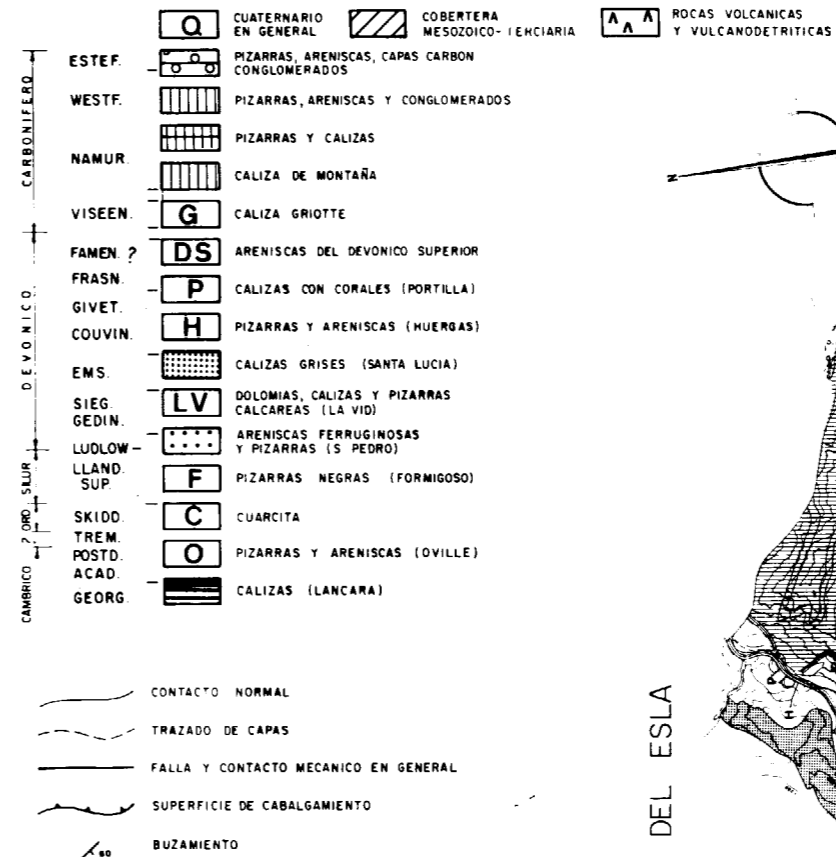 Q CUATERNARIO
EN GENERAL
COBERTERA
MESOZOICO-TERCIARIA
ROCAS VOLCANICAS
Y VULCANODETRITICAS
CARBONIFERO
ESTEF. PIZARRAS, ARENISCAS, CAPAS CARBON
CONGLOMERADOS
WESTF. PIZARRAS, ARENISCAS Y CONGLOMERADOS
PIZARRAS Y CALIZAS
NAMUR.
CALIZA DE MONTAÑA
VISEEN. G CALIZA GRIOTTE
DEVONICO
FAMEN. ? DS ARENISCAS DEL DEVONICO SUPERIOR
FRASN.
P CALIZAS CON CORALES (PORTILLA)
GIVET.
COUVIN. H PIZARRAS Y ARENISCAS (HUERGAS)
EMS. CALIZAS GRISES (SANTA LUCIA)
SIEG. LV DOLOMIAS, CALIZAS Y PIZARRAS
GEDIN. CALCAREAS (LA VID)
LUDLOW ARENISCAS FERRUGINOSAS
Y PIZARRAS (S PEDRO)
SILUR
LLAND.
SUP. F PIZARRAS NEGRAS (FORMIGOSO)
ORD
SKIDD. C CUARCITA
?
TREM.
POSTD. O PIZARRAS Y ARENISCAS (OVILLE)
CAMBRICO
ACAD.
GEORG. CALIZAS (LANCARA)
N
CONTACTO NORMAL
TRAZADO DE CAPAS
FALLA Y CONTACTO MECANICO EN GENERAL
SUPERFICIE DE CABALGAMIENTO
60 BUZAMIENTO
DEL ESLA
P
H